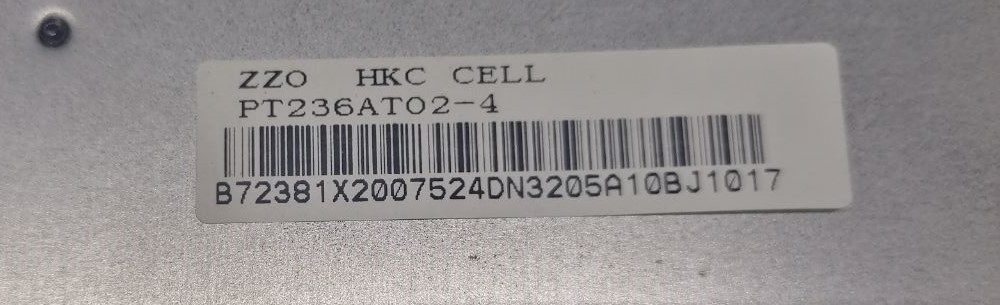 ZZO HKC CELL
PT236AT02-4
B72381X2007524DN3205A10BJ1017